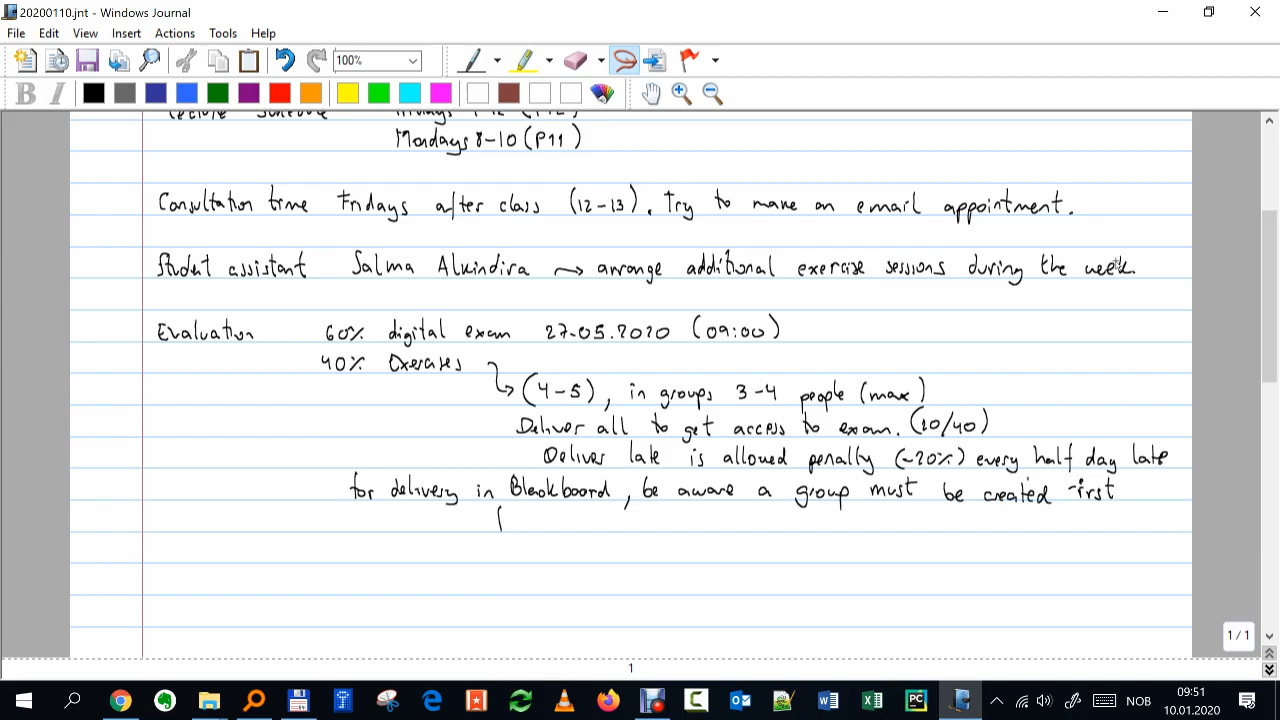 20200110.jnt - Windows Journal
File Edit View Insert Actions Tools Help
100%
B I
Lecture schedule Fridays
Mondays 8-10 (P11)
Consultation time Fridays after class (12-13). Try to make an email appointment.
Student assistant Salma Alkindira → arrange additional exercise sessions during the week
Evaluation 60% digital exam 27.05.2020 (09:00)
40% Exercises
(4-5), in groups 3-4 people (max)
Deliver all to get access to exam. (10/40)
Deliver late is allowed penally (-20%) every half day late
for delivery in Blackboard, be aware a group must be created first
1 / 1
1
NOB
09:51
10.01.2020